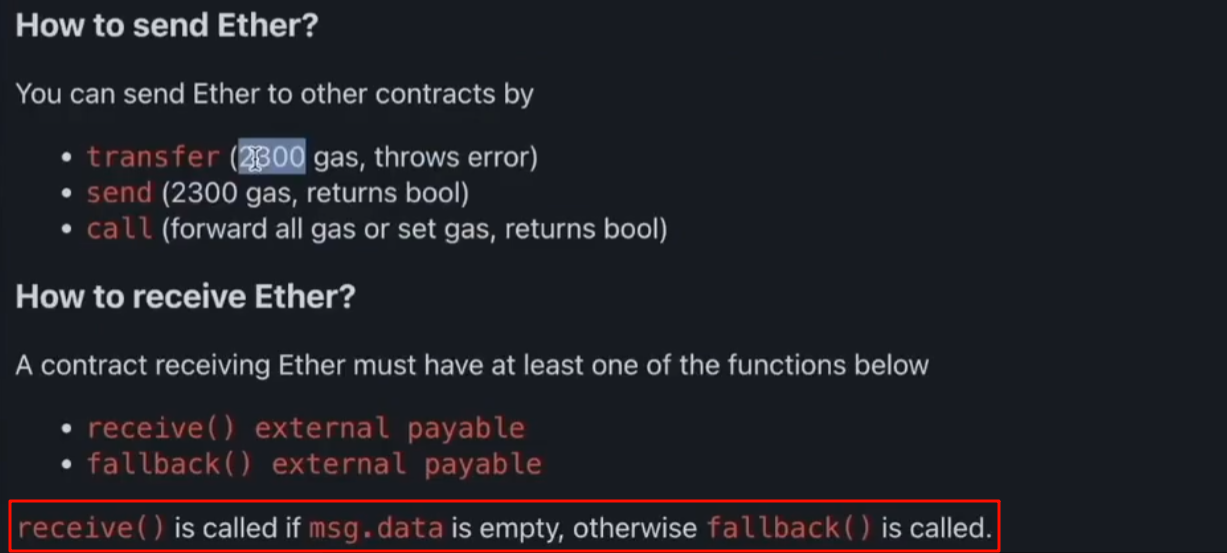 How to send Ether?
You can send Ether to other contracts by
• transfer (2300 gas, throws error)
• send (2300 gas, returns bool)
• call (forward all gas or set gas, returns bool)
How to receive Ether?
A contract receiving Ether must have at least one of the functions below
• receive() external payable
• fallback() external payable
receive() is called if msg.data is empty, otherwise fallback() is called.